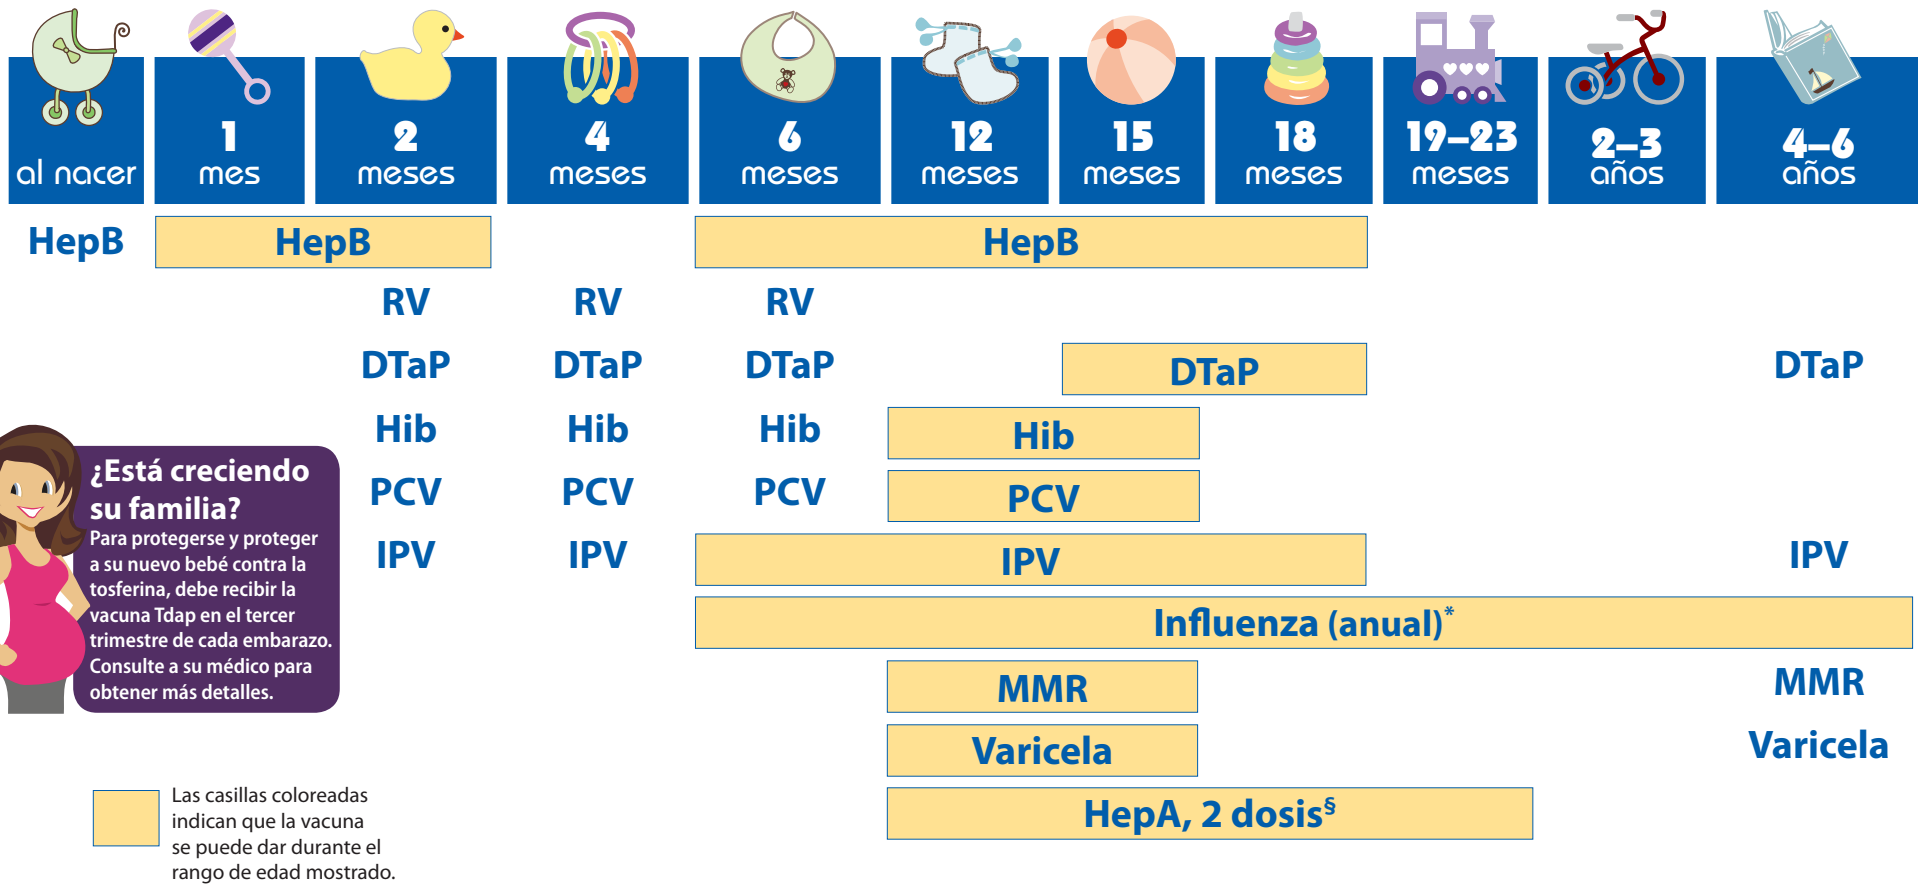 al nacer
1
mes
2
meses
4
meses
6
meses
12
meses
15
meses
18
meses
19–23
meses
2–3
años
4–6
años
HepB HepB HepB
RV RV RV
DTaP DTaP DTaP DTaP DTaP
Hib Hib Hib Hib
PCV PCV PCV PCV
IPV IPV IPV IPV
Influenza (anual)*
MMR MMR
Varicela Varicela
HepA, 2 dosis§
¿Está creciendo
su familia?
Para protegerse y proteger
a su nuevo bebé contra la
tosferina, debe recibir la
vacuna Tdap en el tercer
trimestre de cada embarazo.
Consulte a su médico para
obtener más detalles.
Las casillas coloreadas
indican que la vacuna
se puede dar durante el
rango de edad mostrado.